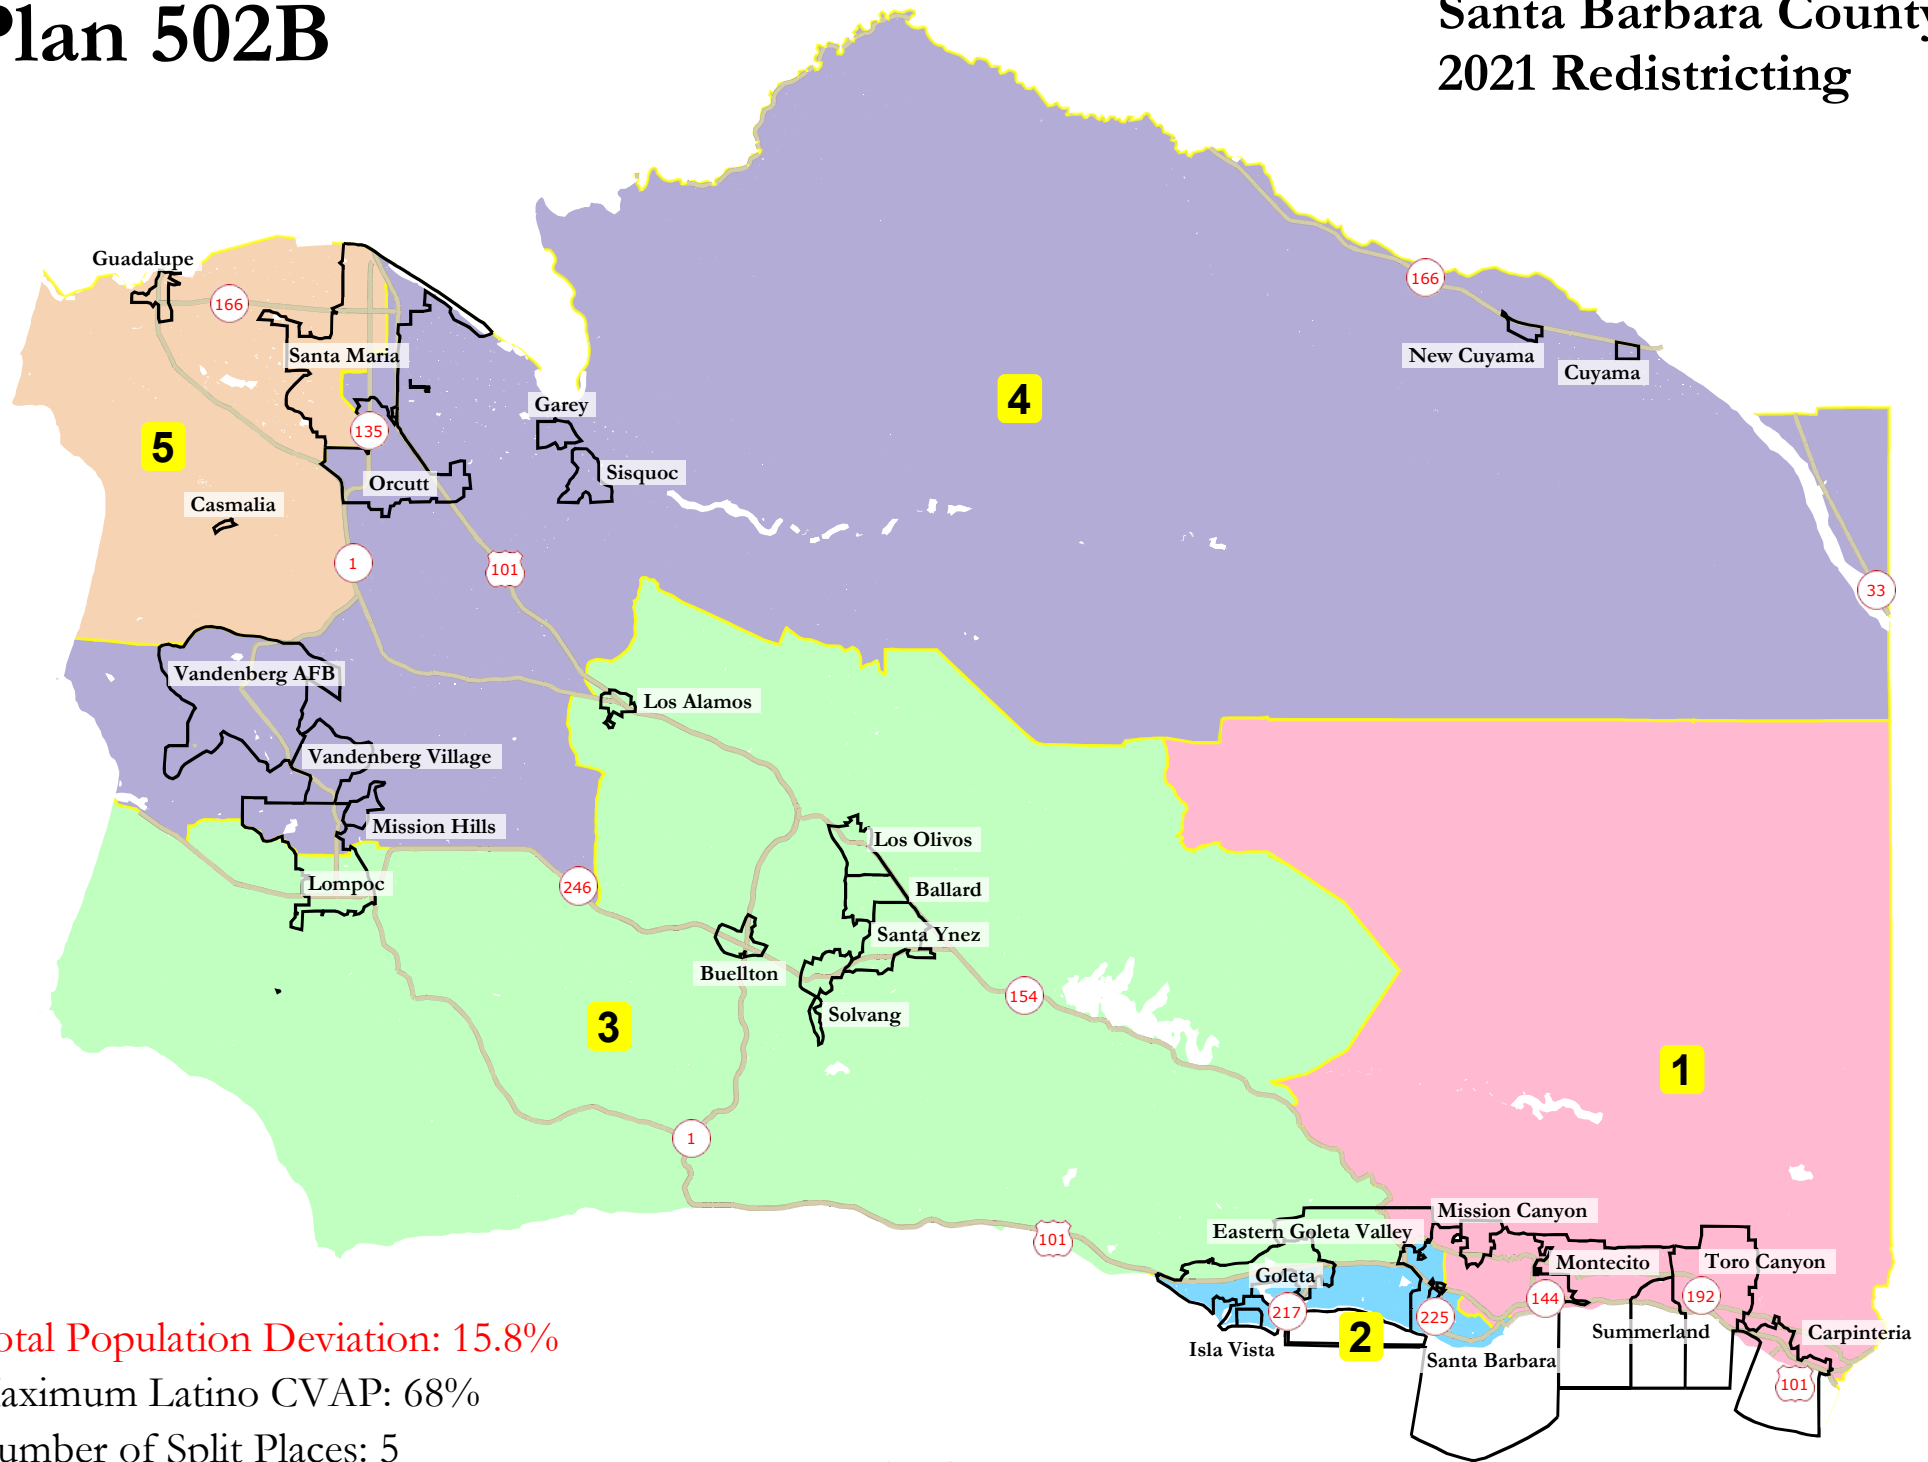 Plan 502B
Santa Barbara County
2021 Redistricting
Guadalupe
166
Santa Maria
135
5
Casmalia
Orcutt
Garey
Sisquoc
4
166
New Cuyama
Cuyama
33
1
101
Vandenberg AFB
Vandenberg Village
Mission Hills
Lompoc
Los Alamos
246
Los Olivos
Ballard
Santa Ynez
Buellton
Solvang
154
3
1
1
101
Mission Canyon
Eastern Goleta Valley
Goleta
Montecito
Toro Canyon
217
225
144
192
2
Isla Vista
Santa Barbara
Summerland
Carpinteria
101
otal Population Deviation: 15.8%
aximum Latino CVAP: 68%
umber of Split Places: 5